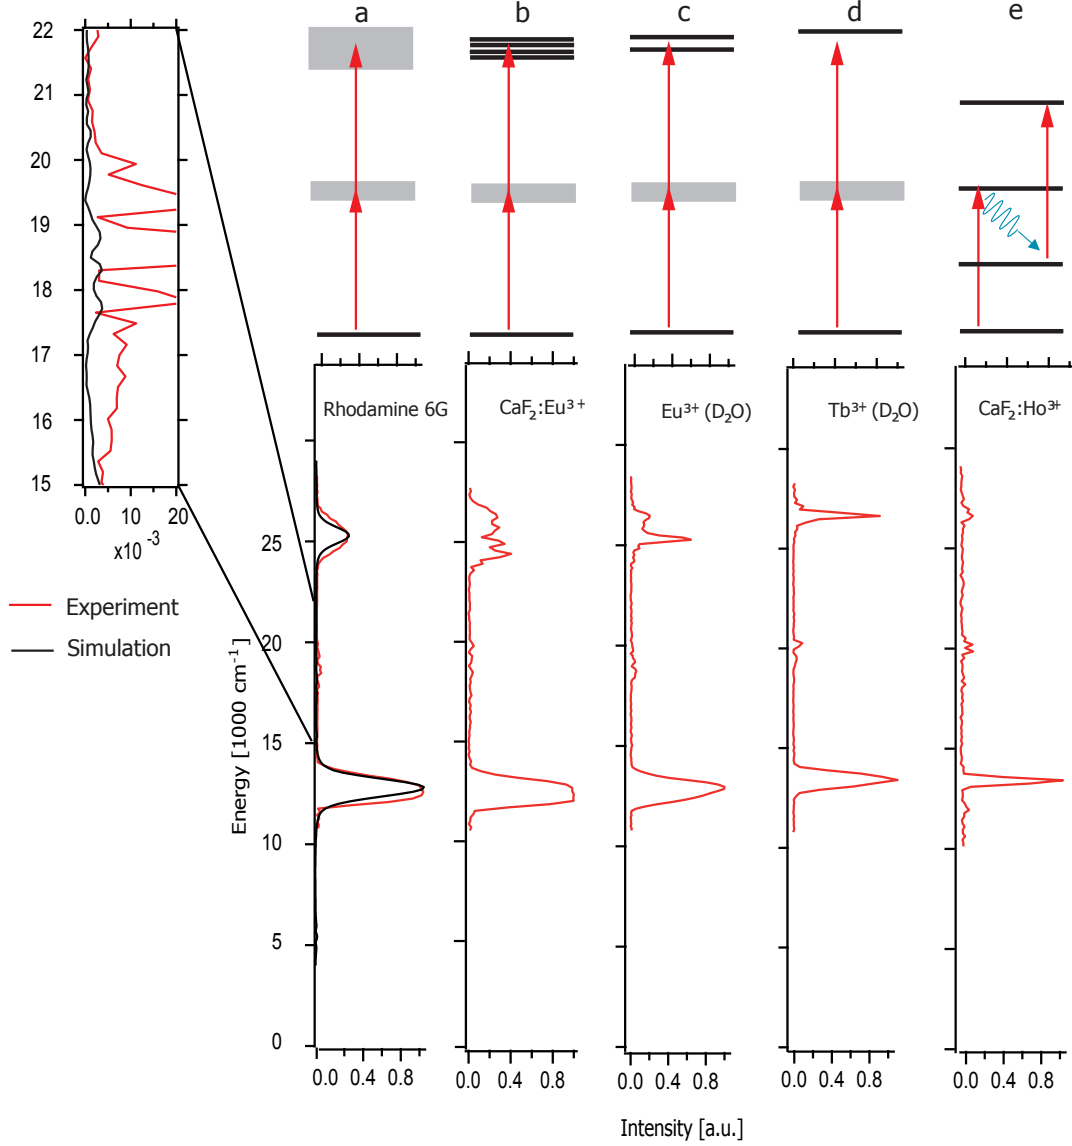 a b c d e
22
21
20
19
18
17
16
15
0.0 10 20
x10 -3
Experiment
Simulation
Rhodamine 6G
CaF₂:Eu³⁺
Eu³⁺ (D₂O)
Tb³⁺ (D₂O)
CaF₂:Ho³⁺
Energy [1000 cm⁻¹]
25
20
15
10
5
0
0.0 0.4 0.8 0.0 0.4 0.8 0.0 0.4 0.8 0.0 0.4 0.8 0.0 0.4 0.8
Intensity [a.u.]